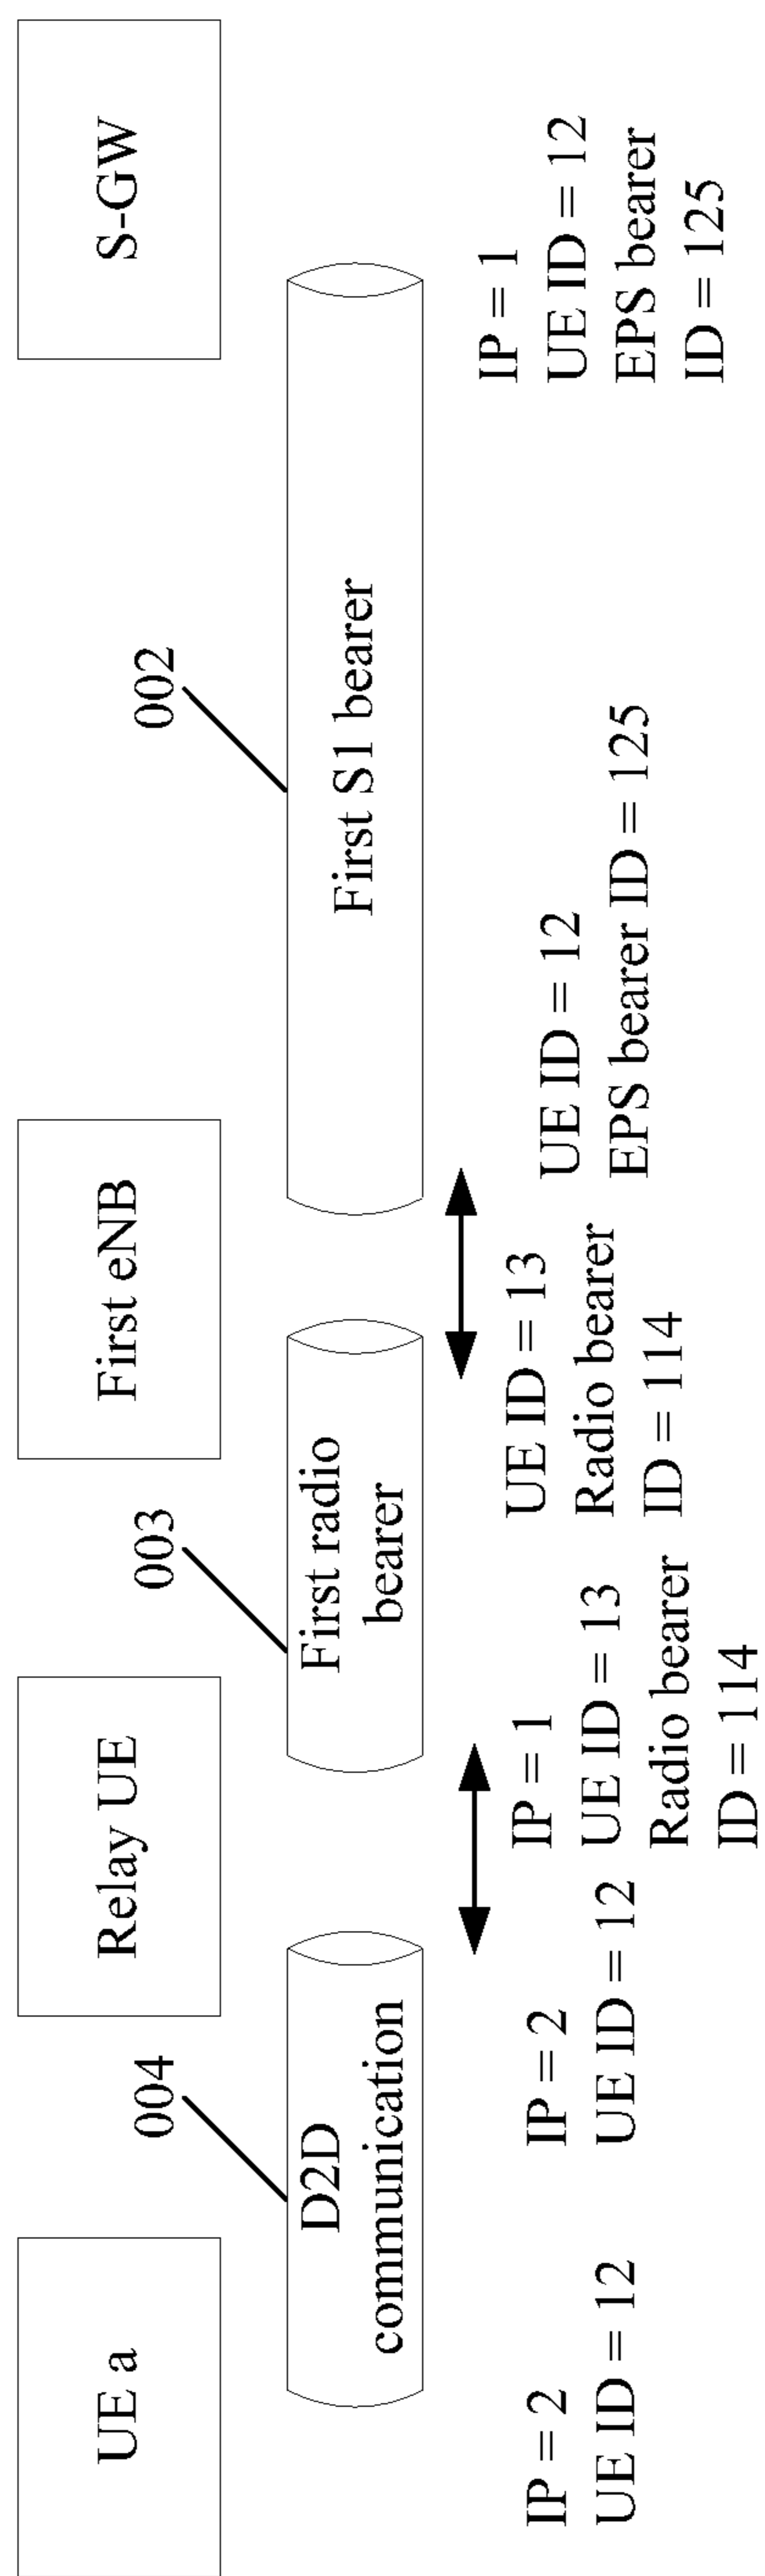 UE a
Relay UE
First eNB
S-GW
004
003
002
D2D
communication
First radio
bearer
First S1 bearer
IP = 2
UE ID = 12
IP = 2
UE ID = 12
IP = 1
UE ID = 13
Radio bearer
ID = 114
UE ID = 13
Radio bearer
ID = 114
UE ID = 12
EPS bearer ID = 125
IP = 1
UE ID = 12
EPS bearer
ID = 125